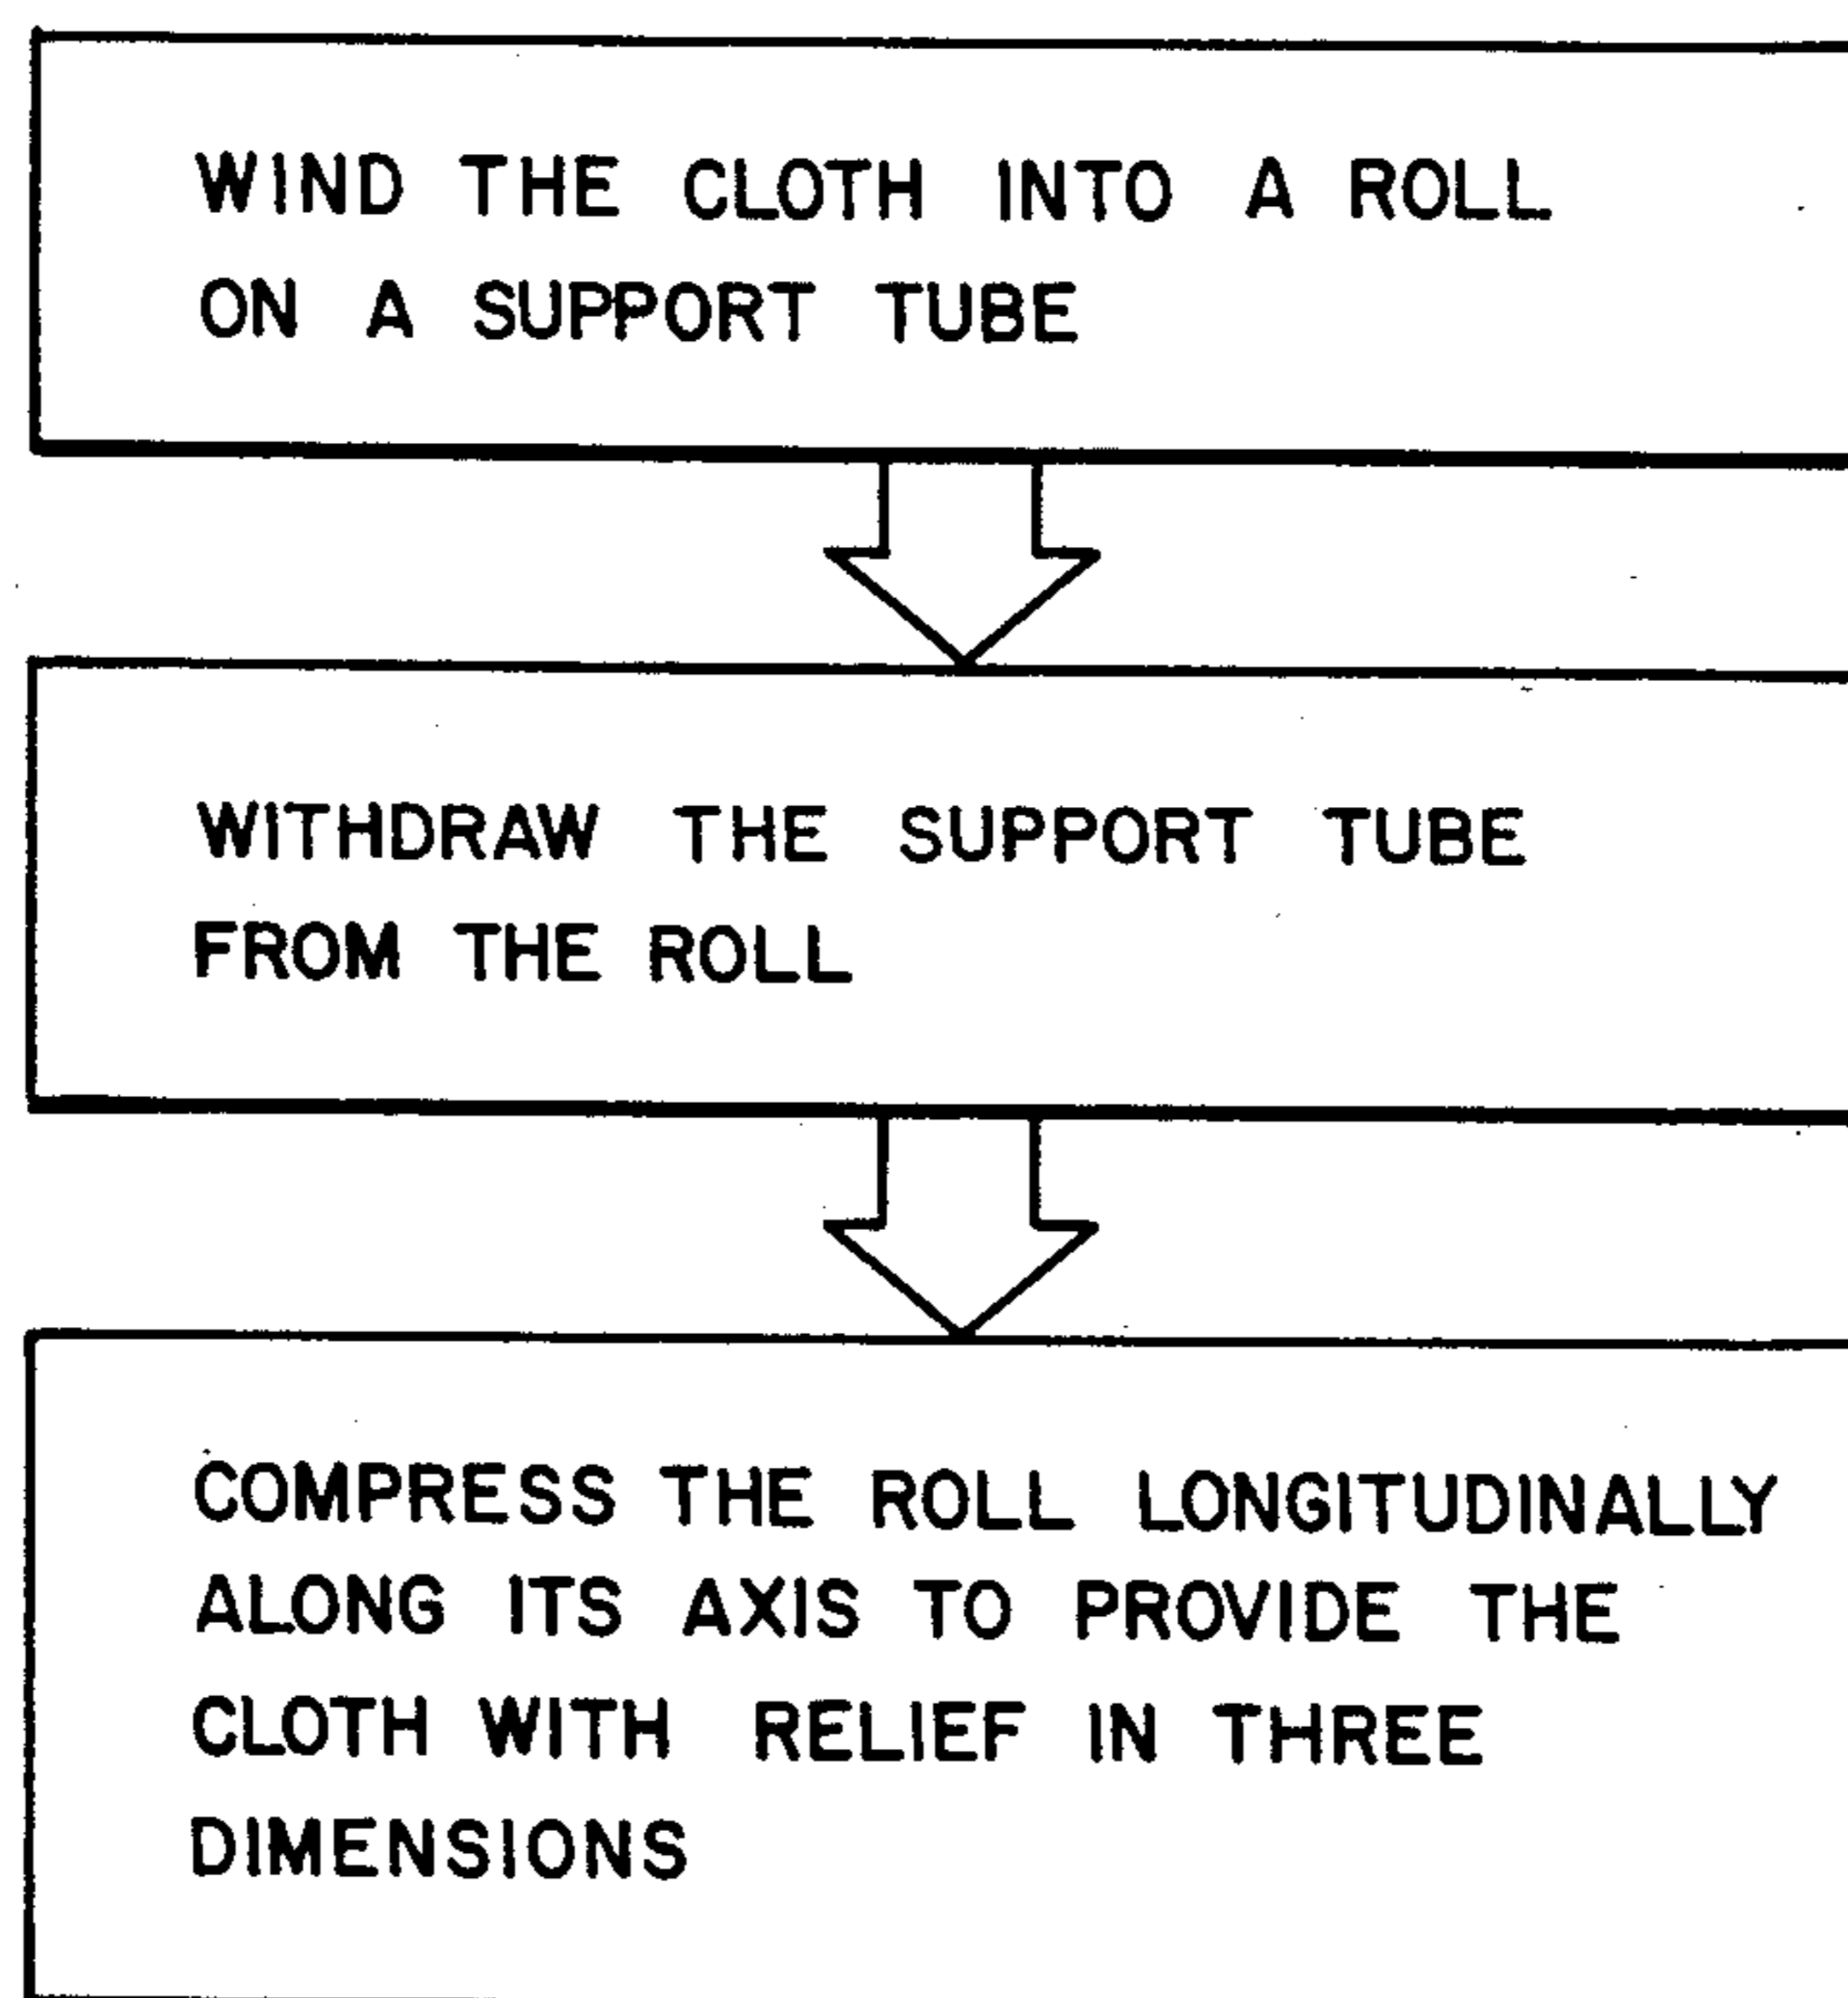 WIND THE CLOTH INTO A ROLL
ON A SUPPORT TUBE
WITHDRAW THE SUPPORT TUBE
FROM THE ROLL
COMPRESS THE ROLL LONGITUDINALLY
ALONG ITS AXIS TO PROVIDE THE
CLOTH WITH RELIEF IN THREE
DIMENSIONS